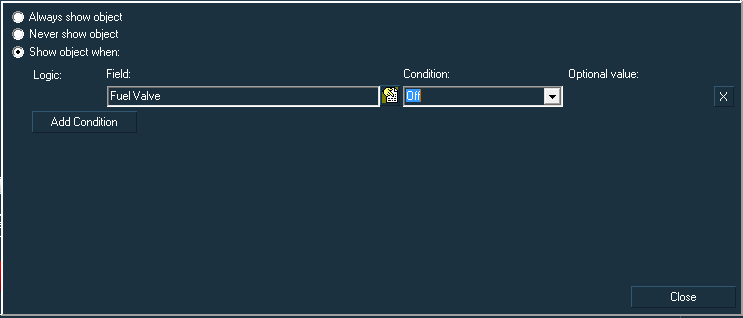 Always show object
Never show object
Show object when:
Logic: Field: Condition: Optional value:
Fuel Valve Off X
Add Condition
Close